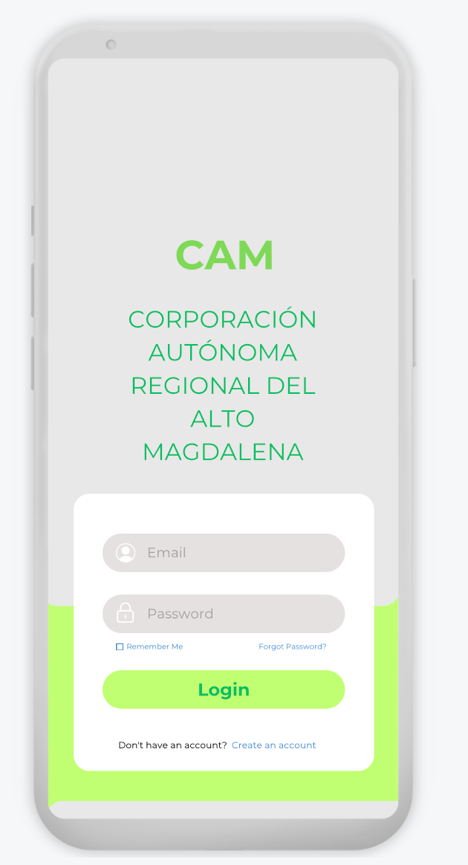 CAM
CORPORACIÓN
AUTÓNOMA
REGIONAL DEL
ALTO
MAGDALENA
Email
Password
Remember Me
Forgot Password?
Login
Don't have an account? Create an account